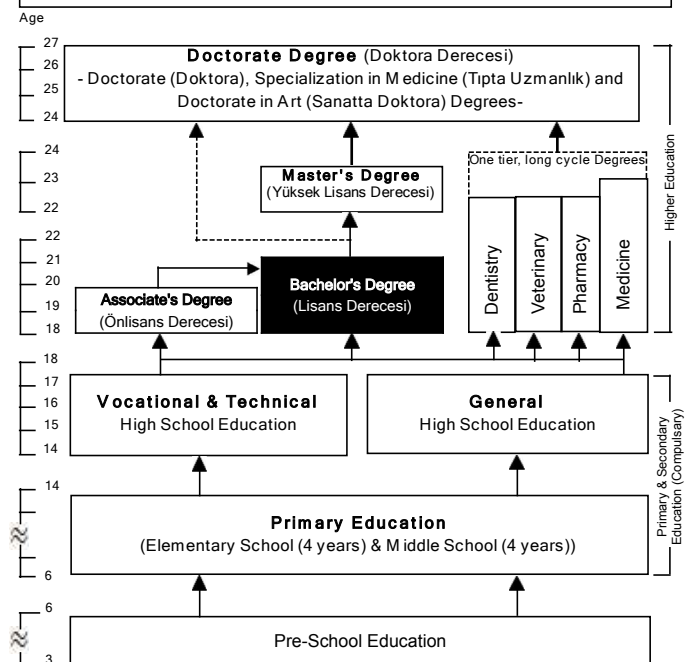 Age
27
26
25
24
Doctorate Degree (Doktora Derecesi)
- Doctorate (Doktora), Specialization in Medicine (Tıpta Uzmanlık) and
Doctorate in Art (Sanatta Doktora) Degrees-
24
23
22
Master's Degree
(Yüksek Lisans Derecesi)
One tier, long cycle Degrees
Higher Education
22
21
20
19
18
Associate's Degree
(Önlisans Derecesi)
Bachelor's Degree
(Lisans Derecesi)
Dentistry
Veterinary
Pharmacy
Medicine
18
17
16
15
14
Vocational & Technical
High School Education
General
High School Education
Primary & Secondary
Education (Compulsary)
14
6
Primary Education
(Elementary School (4 years) & Middle School (4 years))
6
3
Pre-School Education